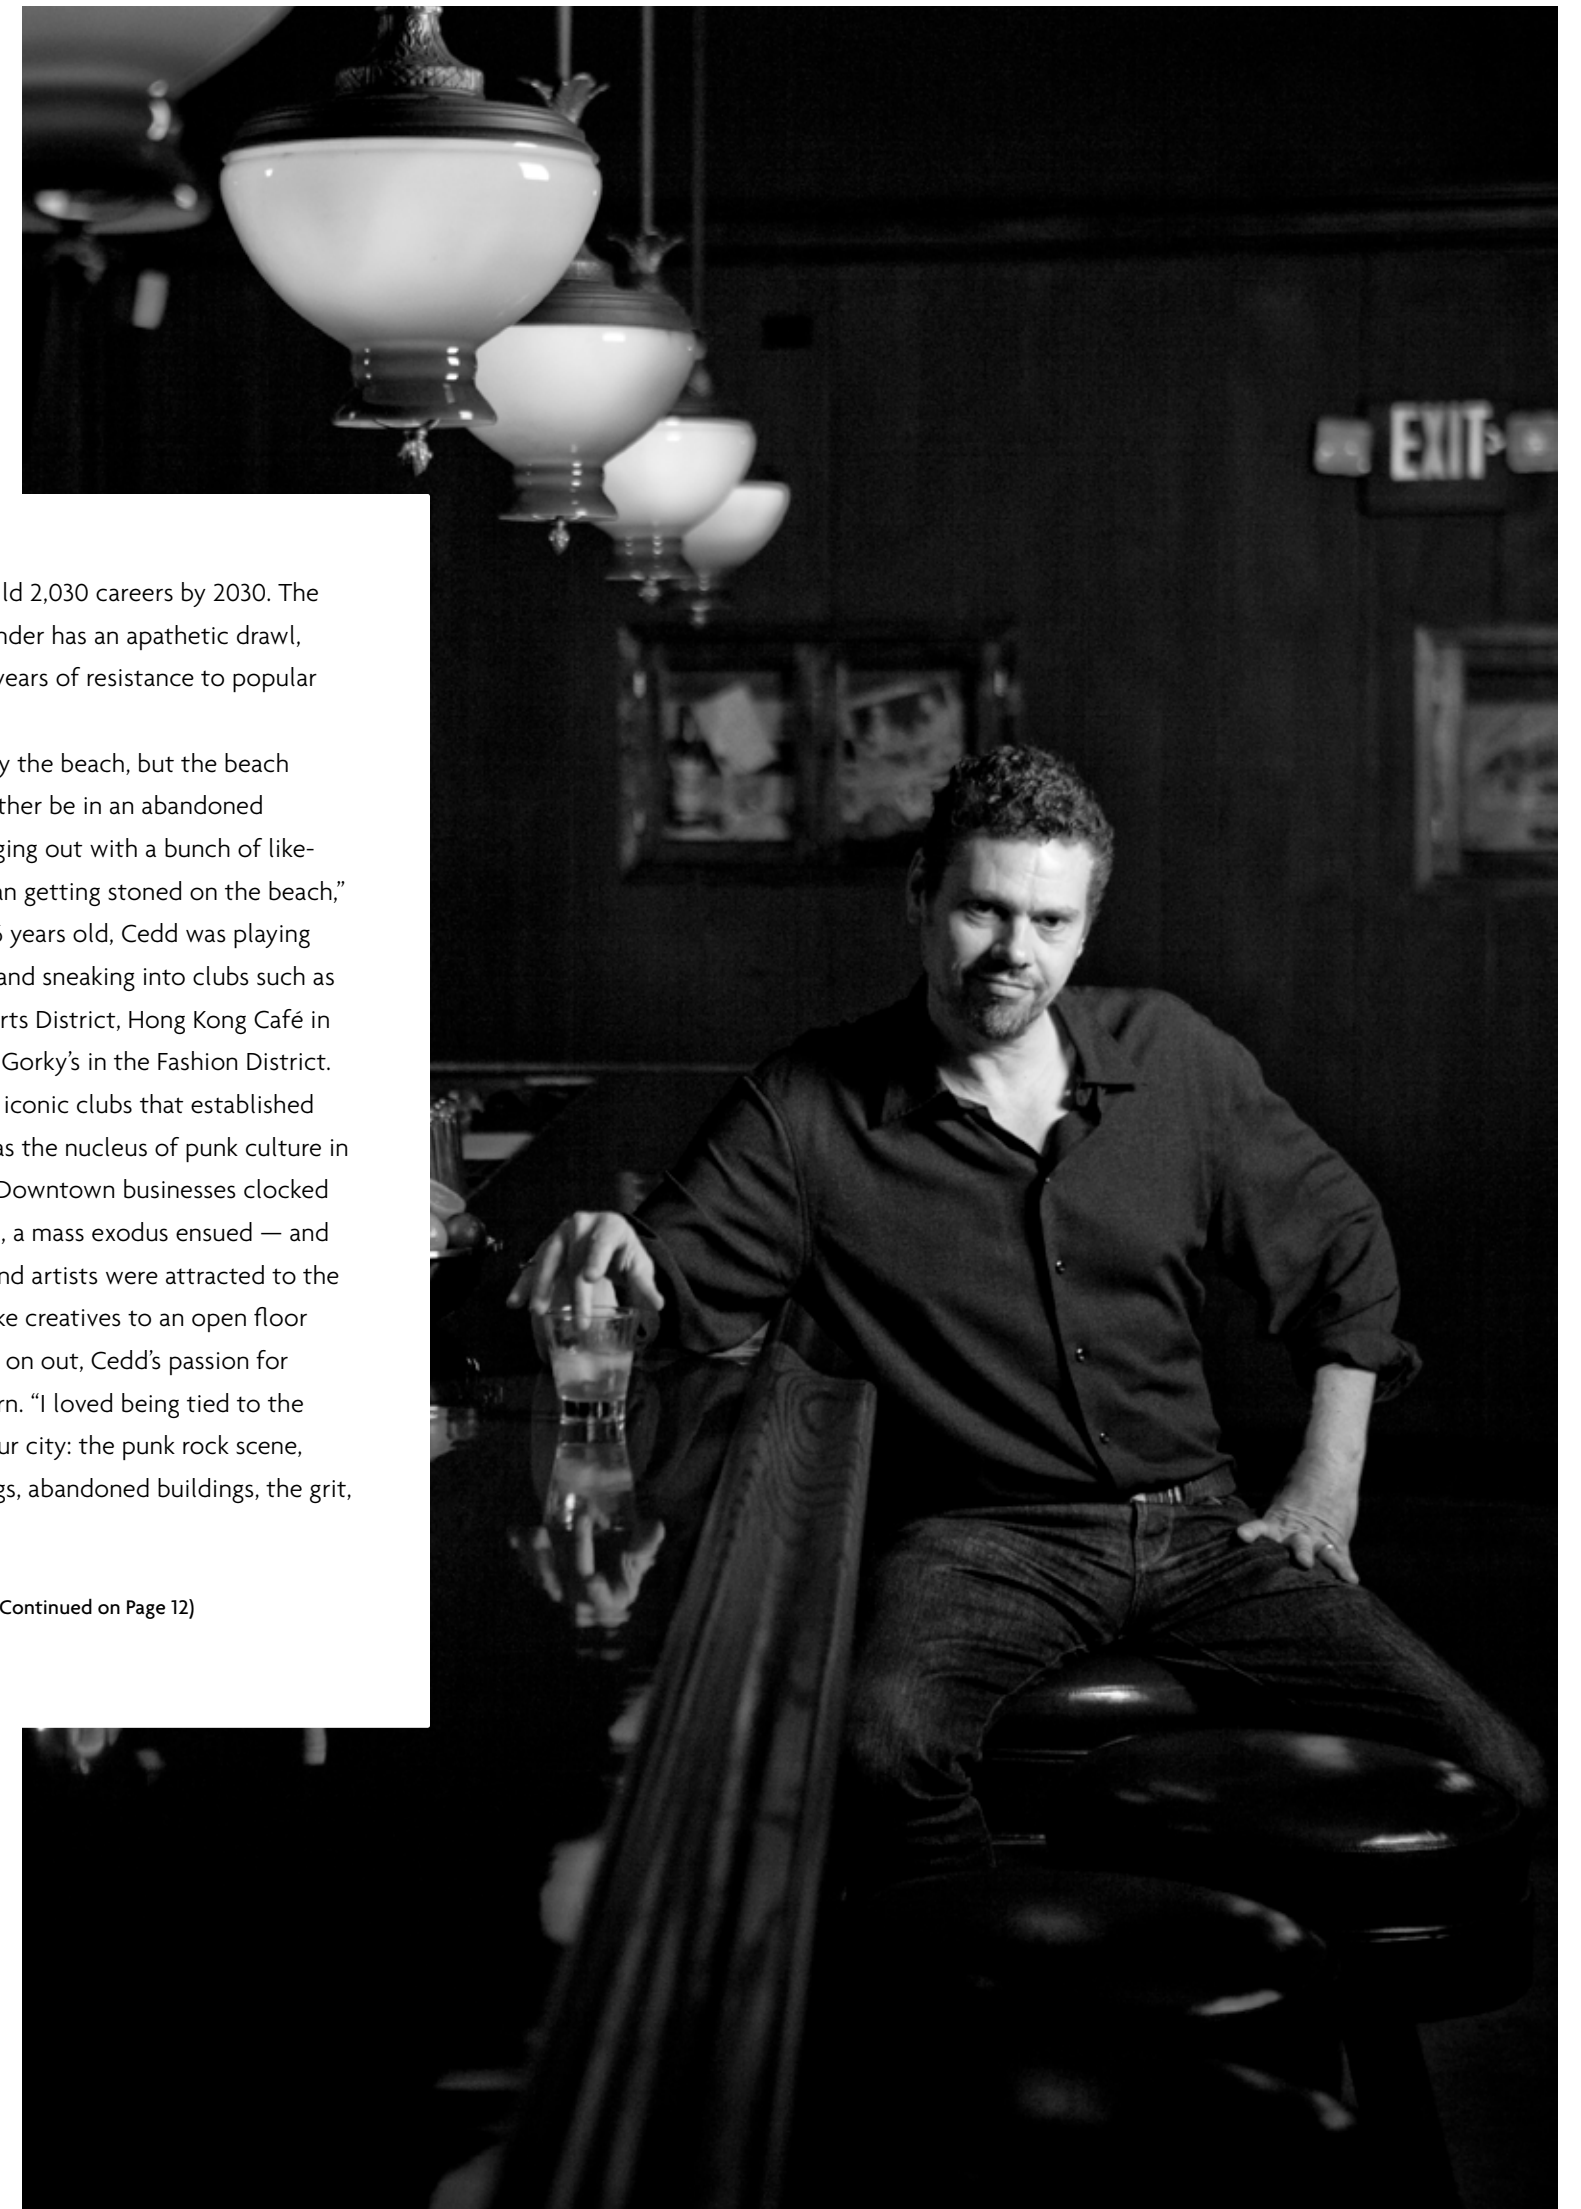 EXIT
ld 2,030 careers by 2030. The
nder has an apathetic drawl,
years of resistance to popular
y the beach, but the beach
ther be in an abandoned
ging out with a bunch of like-
an getting stoned on the beach,”
6 years old, Cedd was playing
and sneaking into clubs such as
rts District, Hong Kong Café in
Gorky’s in the Fashion District.
iconic clubs that established
as the nucleus of punk culture in
Downtown businesses clocked
, a mass exodus ensued — and
nd artists were attracted to the
ke creatives to an open floor
on out, Cedd’s passion for
rn. “I loved being tied to the
ur city: the punk rock scene,
gs, abandoned buildings, the grit,
Continued on Page 12)